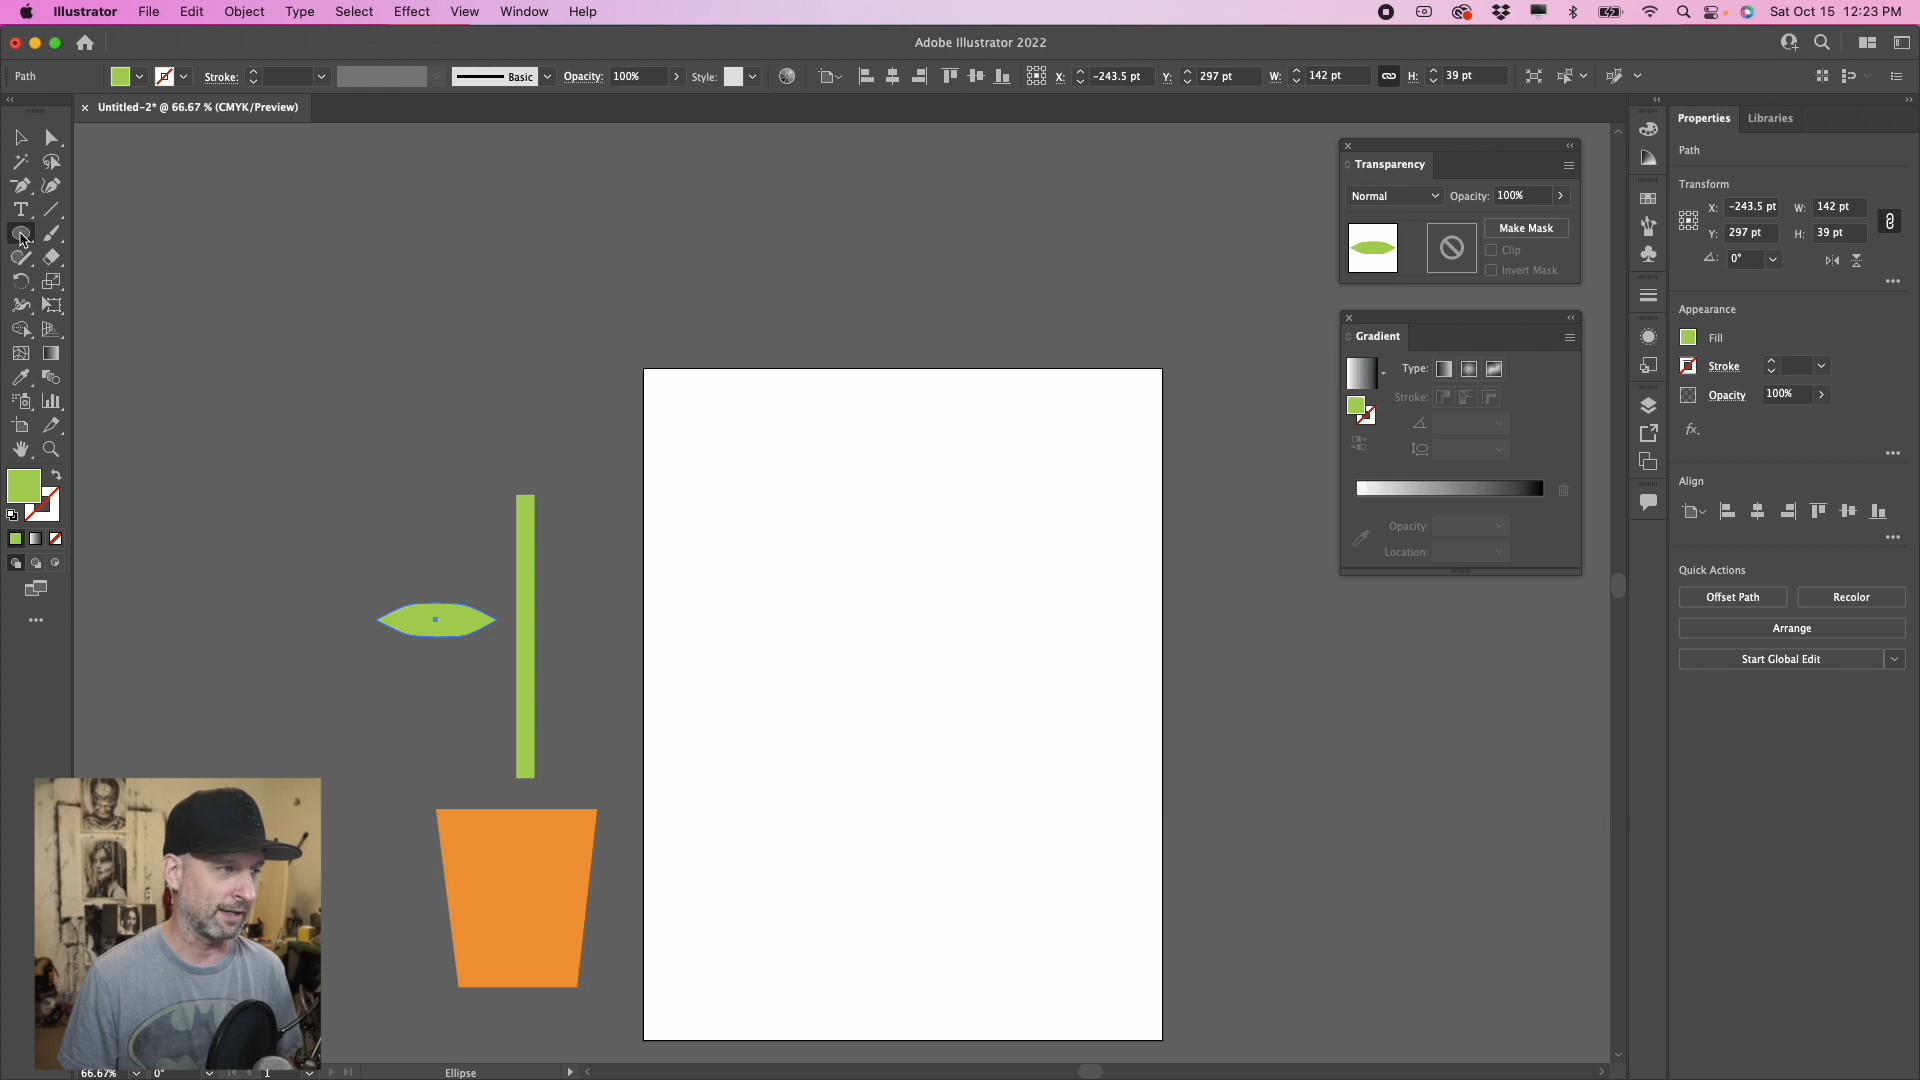 Illustrator File Edit Object Type Select Effect View Window Help Sat Oct 15 12:23 PM
Adobe Illustrator 2022
Path Stroke: Basic Opacity: 100% Style: X: -243.5 pt Y: 297 pt W: 142 pt H: 39 pt
Untitled-2* @ 66.67 % (CMYK/Preview)
Transparency
Normal Opacity: 100%
Make Mask
Clip
Invert Mask
Gradient
Type:
Stroke:
Opacity:
Location:
Properties Libraries
Path
Transform
X: -243.5 pt W: 142 pt
Y: 297 pt H: 39 pt
0°
Appearance
Fill
Stroke
Opacity 100%
fx.
Align
Quick Actions
Offset Path Recolor
Arrange
Start Global Edit
66.67% 0° 1 Ellipse